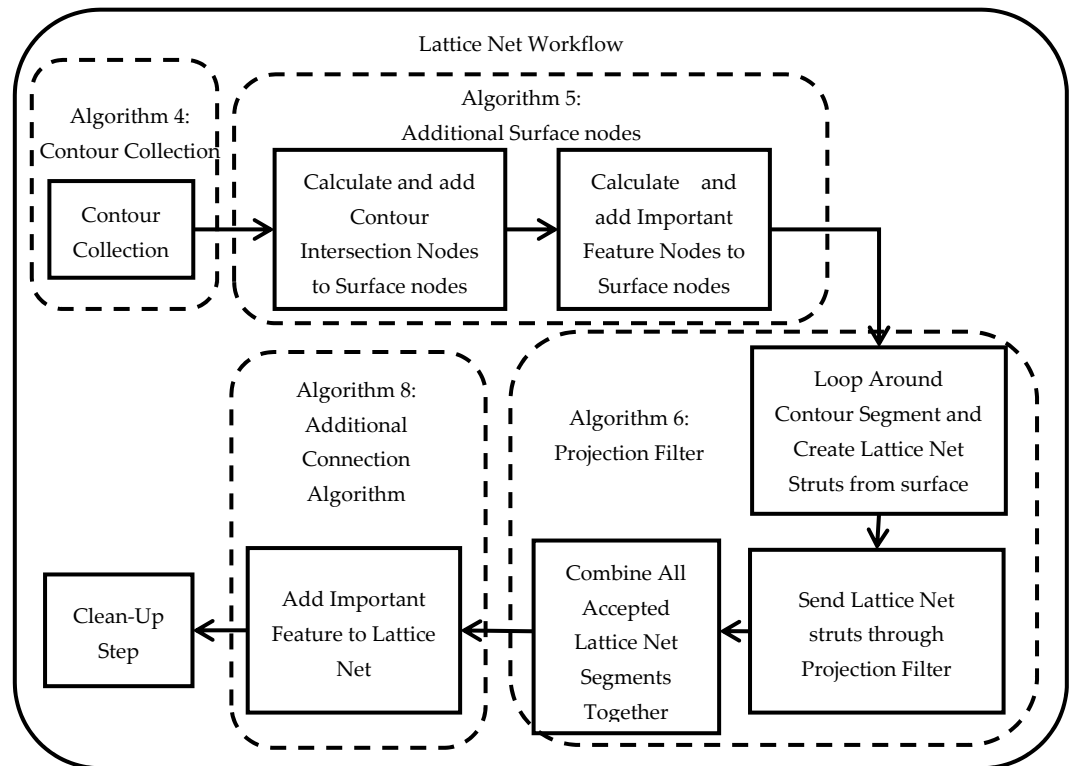 Lattice Net Workflow
Algorithm 4:
Contour Collection
Contour
Collection
Algorithm 5:
Additional Surface nodes
Calculate and add
Contour
Intersection Nodes
to Surface nodes
Calculate and
add Important
Feature Nodes to
Surface nodes
Loop Around
Contour Segment and
Create Lattice Net
Struts from surface
Algorithm 6:
Projection Filter
Send Lattice Net
struts through
Projection Filter
Combine All
Accepted
Lattice Net
Segments
Together
Algorithm 8:
Additional
Connection
Algorithm
Add Important
Feature to Lattice
Net
Clean-Up
Step